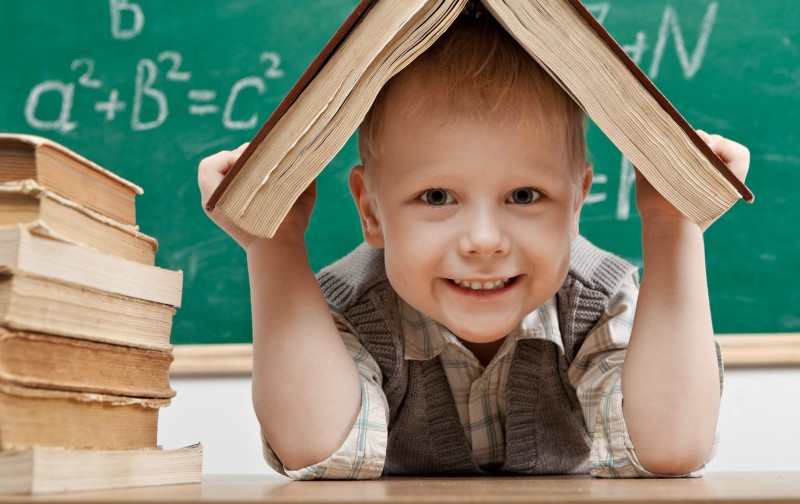 B
a² + B² = C²
+ N
=